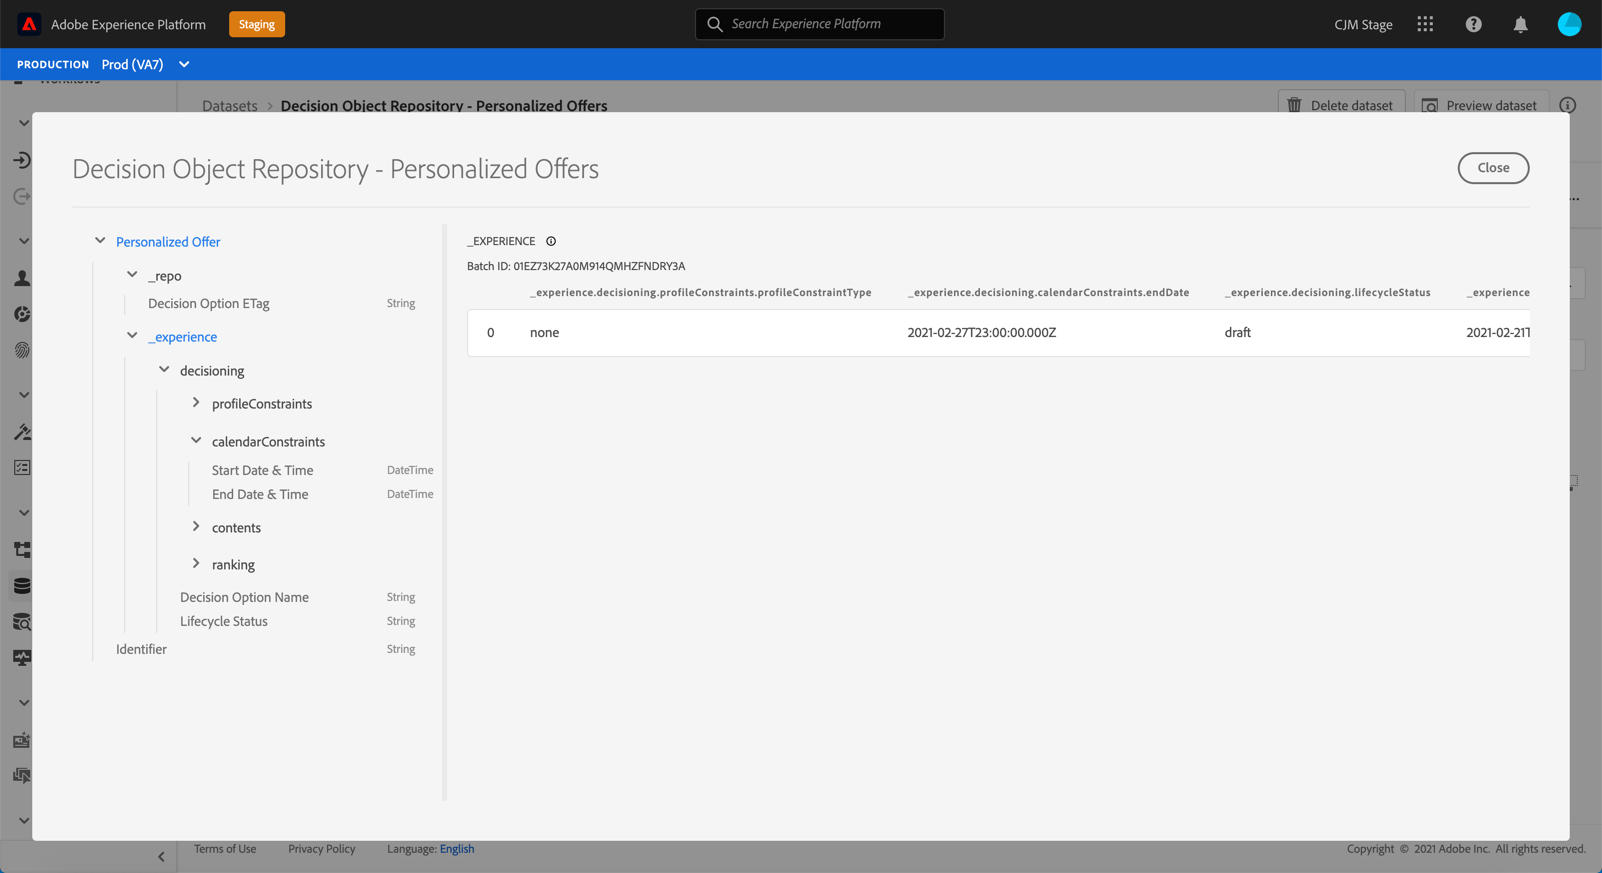 Adobe Experience Platform
Staging
Search Experience Platform
CJM Stage
PRODUCTION Prod (VA7)
Workflows
Datasets > Decision Object Repository - Personalized Offers
Delete dataset
Preview dataset
Decision Object Repository - Personalized Offers
Close
Personalized Offer
_repo
Decision Option ETag String
_experience
decisioning
profileConstraints
calendarConstraints
Start Date & Time DateTime
End Date & Time DateTime
contents
ranking
Decision Option Name String
Lifecycle Status String
Identifier String
_EXPERIENCE
Batch ID: 01EZ73K27A0M914QMHZFNDRY3A
_experience.decisioning.profileConstraints.profileConstraintType _experience.decisioning.calendarConstraints.endDate _experience.decisioning.lifecycleStatus _experience
0 none 2021-02-27T23:00:00.000Z draft 2021-02-21T
Terms of Use Privacy Policy Language: English
Copyright © 2021 Adobe Inc. All rights reserved.